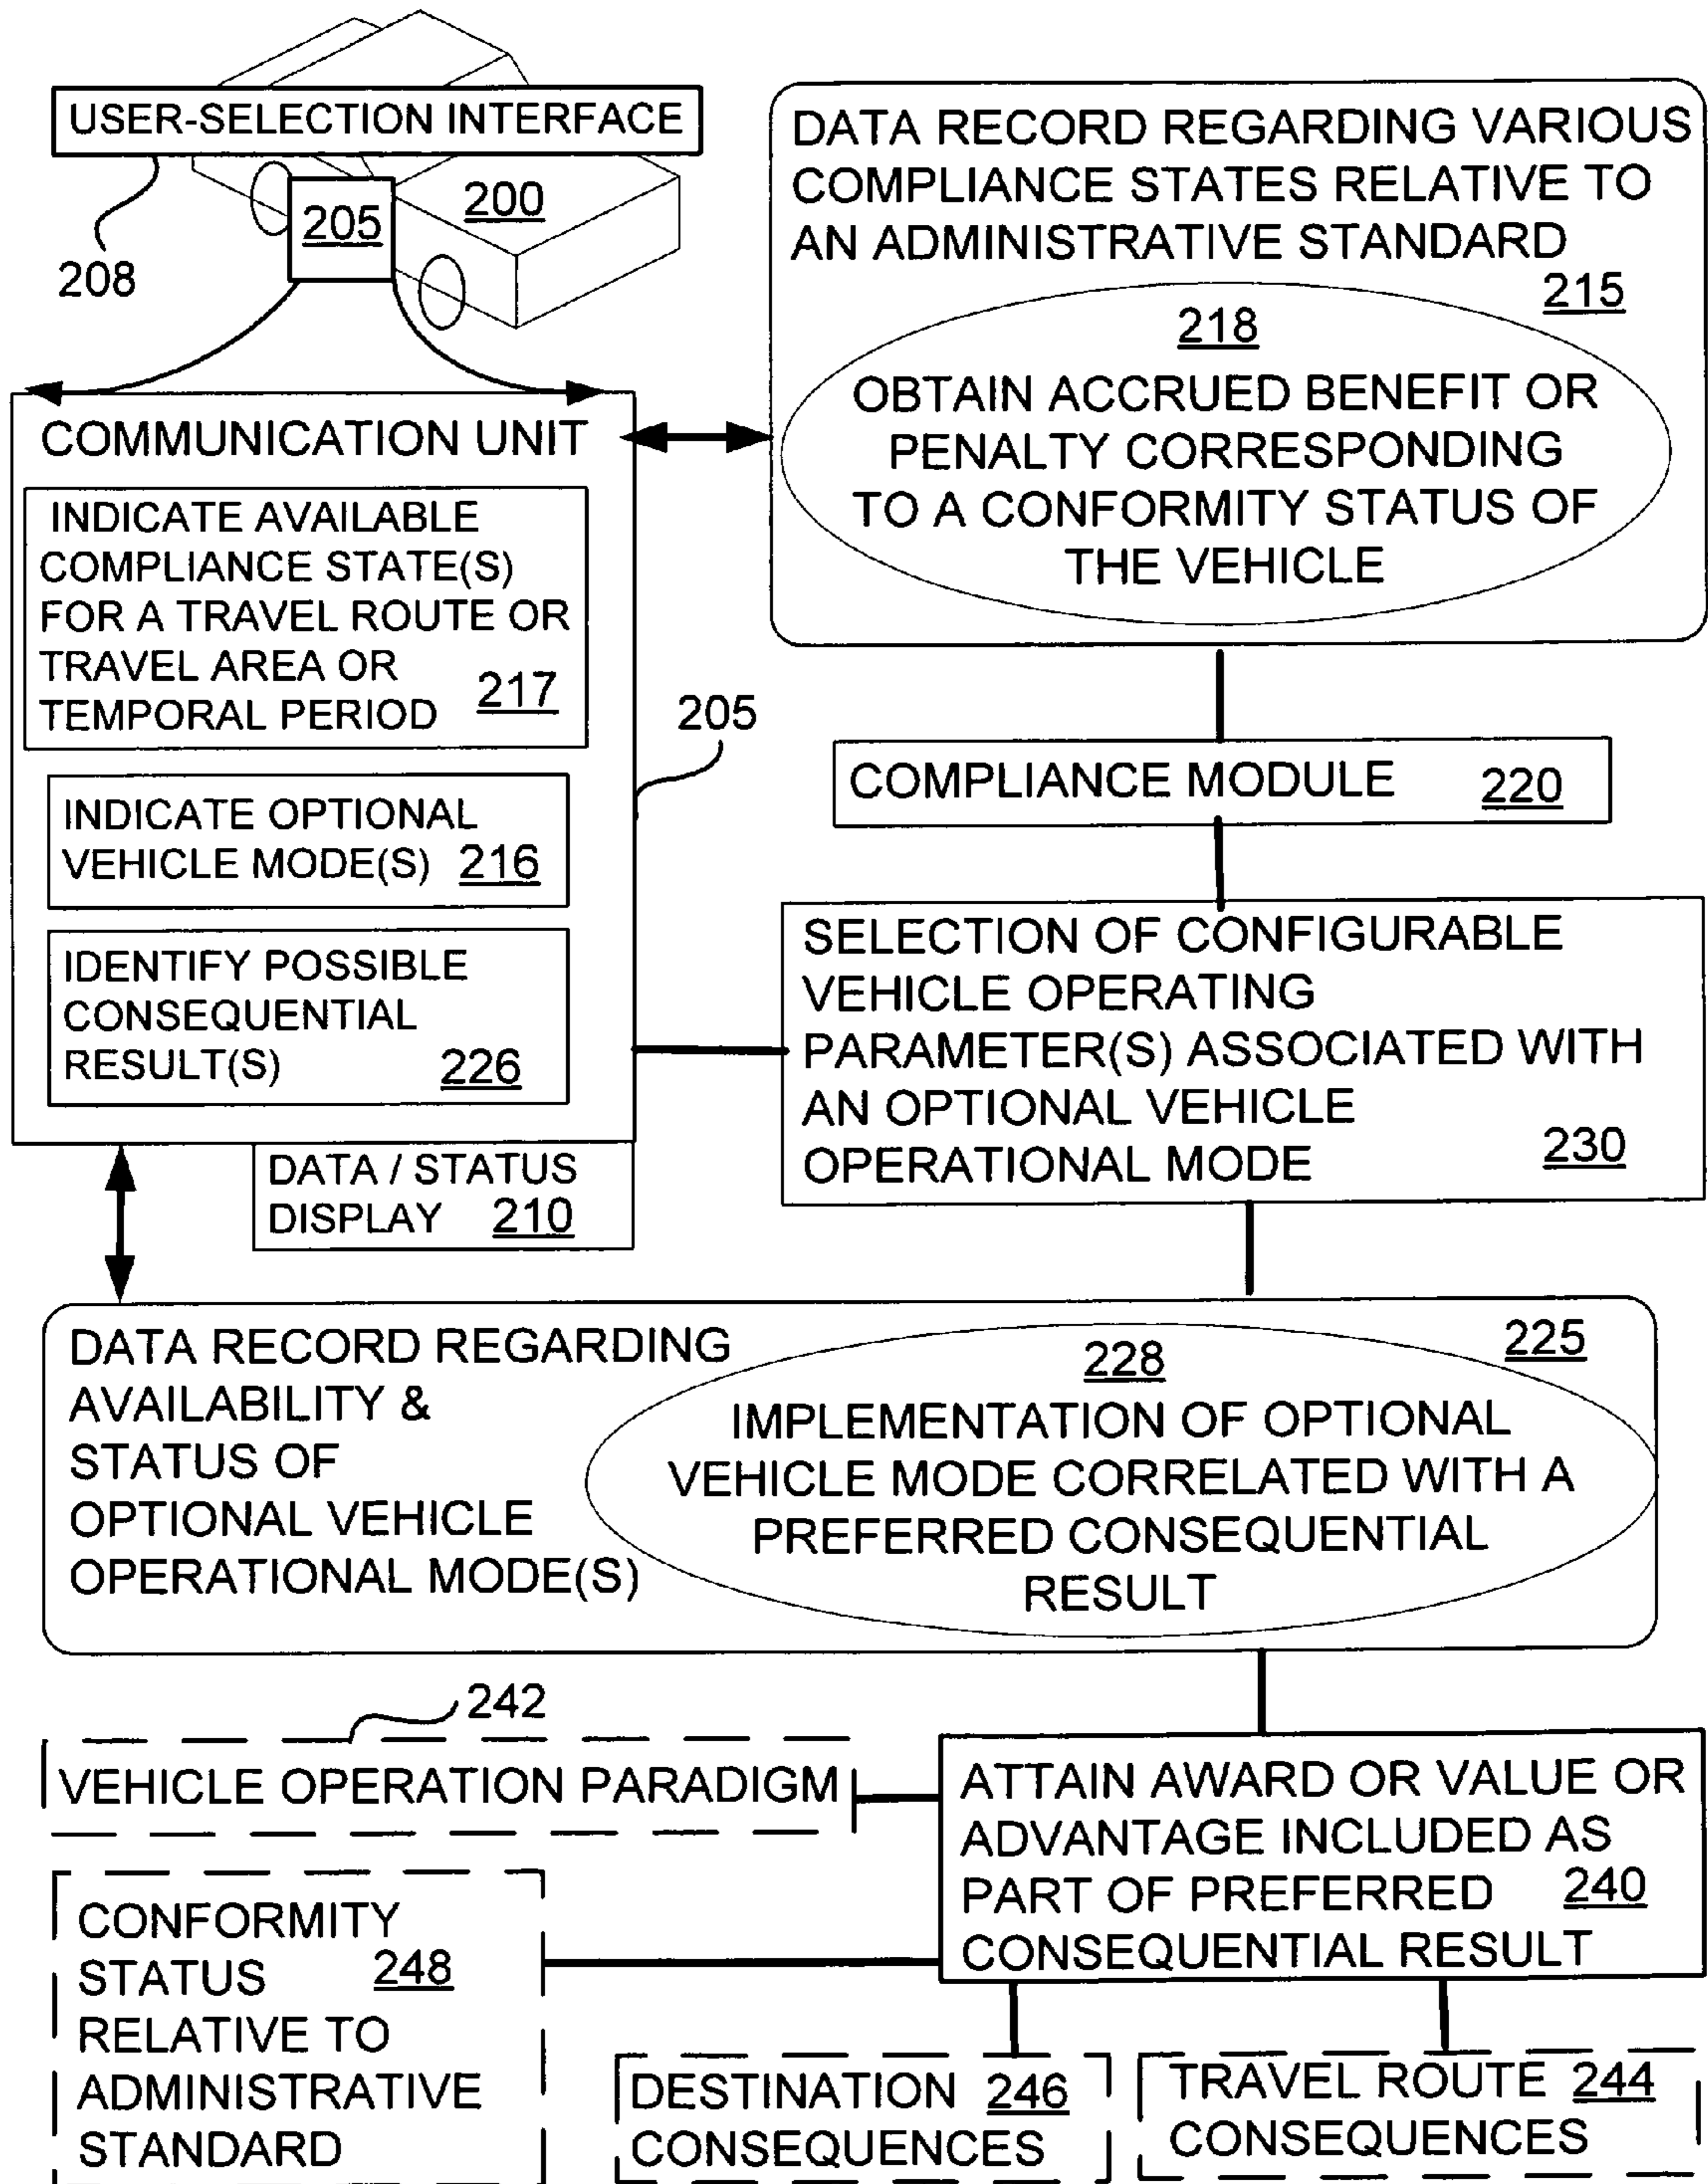 USER-SELECTION INTERFACE
208
205
200
DATA RECORD REGARDING VARIOUS
COMPLIANCE STATES RELATIVE TO
AN ADMINISTRATIVE STANDARD
215
218
OBTAIN ACCRUED BENEFIT OR
PENALTY CORRESPONDING
TO A CONFORMITY STATUS OF
THE VEHICLE
COMMUNICATION UNIT
INDICATE AVAILABLE
COMPLIANCE STATE(S)
FOR A TRAVEL ROUTE OR
TRAVEL AREA OR
TEMPORAL PERIOD 217
205
INDICATE OPTIONAL
VEHICLE MODE(S) 216
IDENTIFY POSSIBLE
CONSEQUENTIAL
RESULT(S) 226
DATA / STATUS
DISPLAY 210
COMPLIANCE MODULE 220
SELECTION OF CONFIGURABLE
VEHICLE OPERATING
PARAMETER(S) ASSOCIATED WITH
AN OPTIONAL VEHICLE
OPERATIONAL MODE 230
DATA RECORD REGARDING
AVAILABILITY &
STATUS OF
OPTIONAL VEHICLE
OPERATIONAL MODE(S)
225
228
IMPLEMENTATION OF OPTIONAL
VEHICLE MODE CORRELATED WITH A
PREFERRED CONSEQUENTIAL
RESULT
242
VEHICLE OPERATION PARADIGM
ATTAIN AWARD OR VALUE OR
ADVANTAGE INCLUDED AS
PART OF PREFERRED 240
CONSEQUENTIAL RESULT
CONFORMITY
STATUS 248
RELATIVE TO
ADMINISTRATIVE
STANDARD
DESTINATION 246
CONSEQUENCES
TRAVEL ROUTE 244
CONSEQUENCES